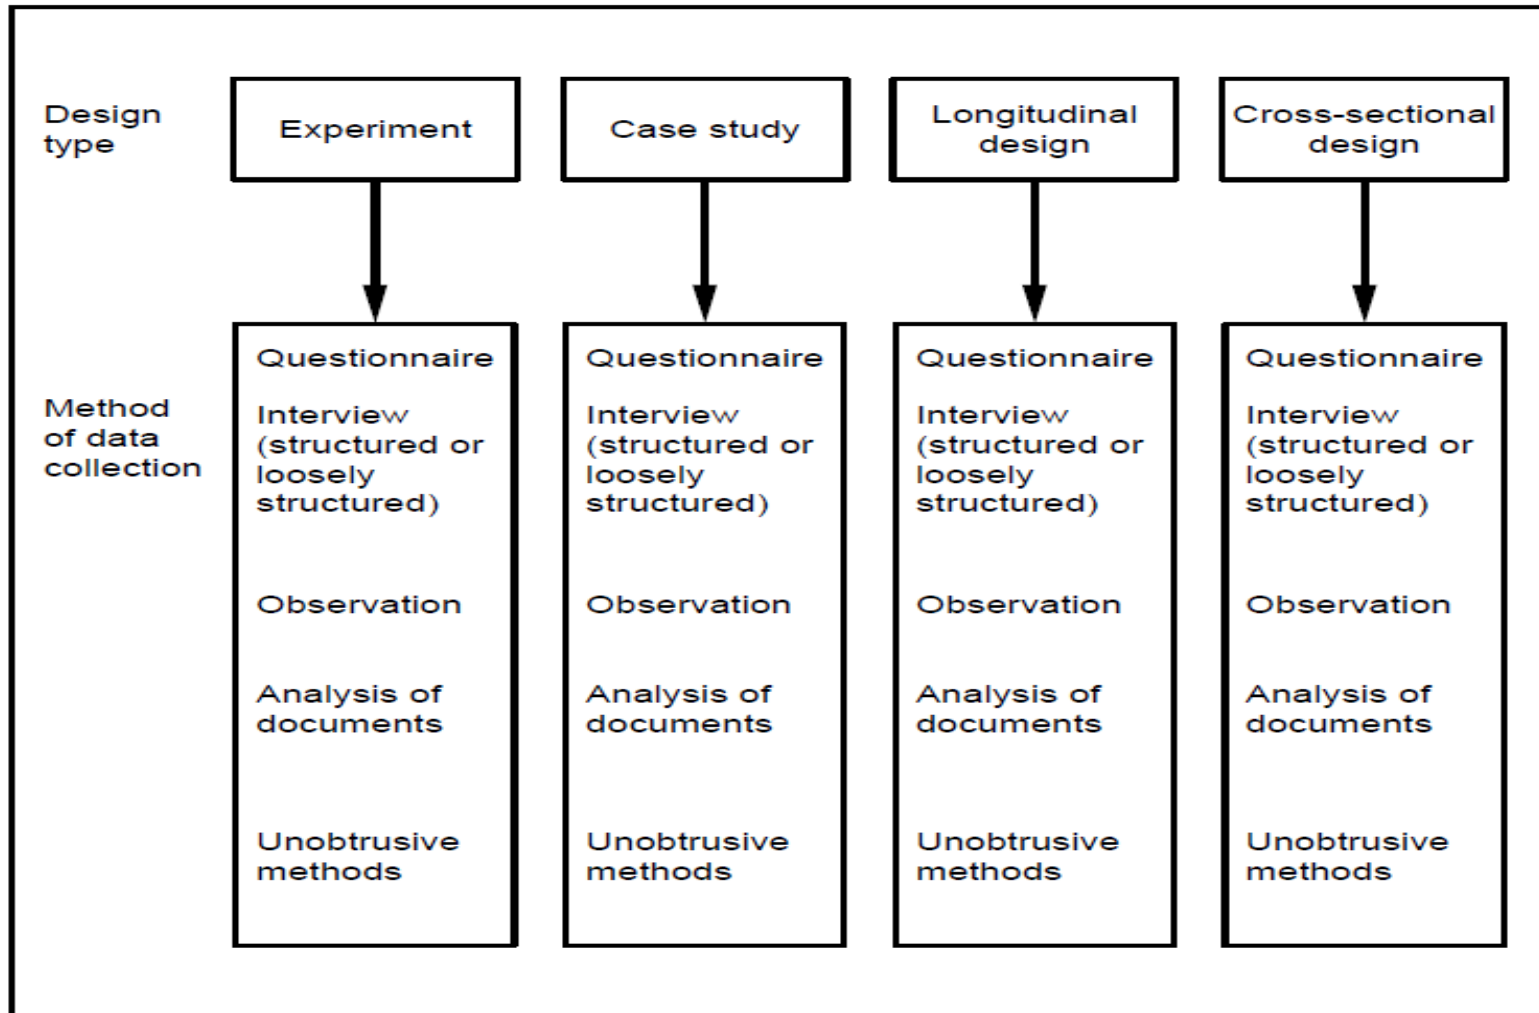 Design
type
Experiment
Case study
Longitudinal
design
Cross-sectional
design
Method
of data
collection
Questionnaire
Interview
(structured or
loosely
structured)
Observation
Analysis of
documents
Unobtrusive
methods
Questionnaire
Interview
(structured or
loosely
structured)
Observation
Analysis of
documents
Unobtrusive
methods
Questionnaire
Interview
(structured or
loosely
structured)
Observation
Analysis of
documents
Unobtrusive
methods
Questionnaire
Interview
(structured or
loosely
structured)
Observation
Analysis of
documents
Unobtrusive
methods